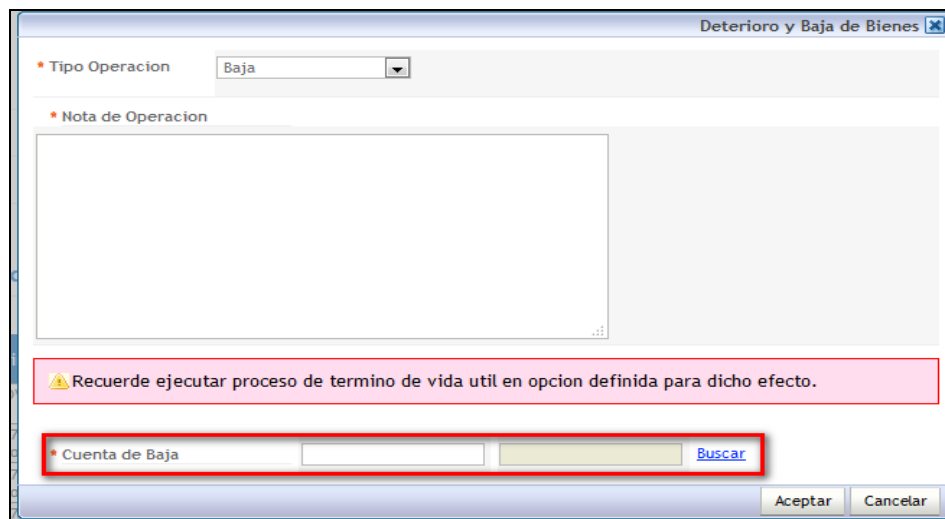 Deterioro y Baja de Bienes
* Tipo Operacion Baja
* Nota de Operacion
Recuerde ejecutar proceso de termino de vida util en opcion definida para dicho efecto.
* Cuenta de Baja Buscar
Aceptar Cancelar